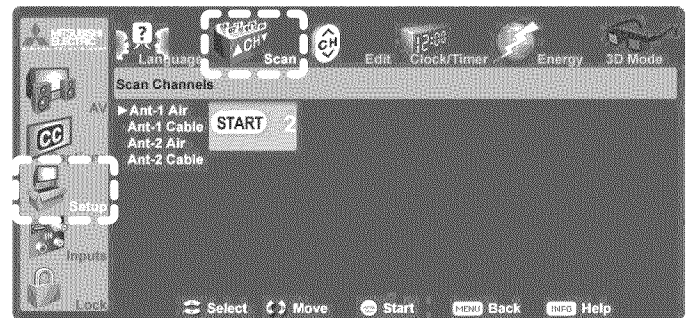 MITSUBISHI
ELECTRIC
?
Language
CH
Scan
CH
Edit
12:00
Clock/Timer
Energy
3D Mode
AV
CC
Setup
Inputs
Lock
Scan Channels
Ant-1 Air
Ant-1 Cable
Ant-2 Air
Ant-2 Cable
START 2
Select
Move
Start
MENU Back
INFO Help